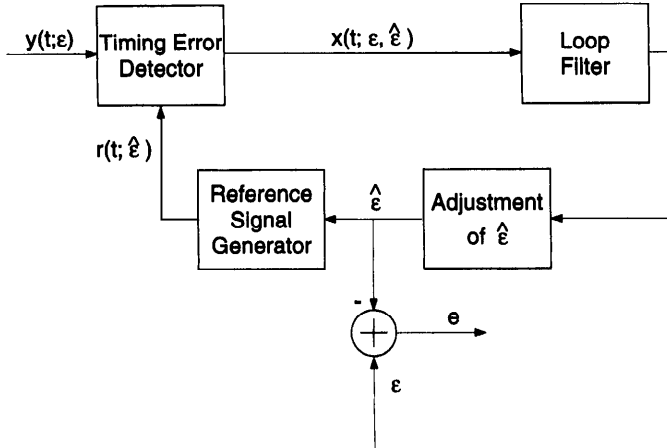 y(t;ε)
Timing Error
Detector
x(t; ε, ε̂)
Loop
Filter
r(t; ε̂ )
Reference
Signal
Generator
ε̂
Adjustment
of ε̂
-
+
e
ε